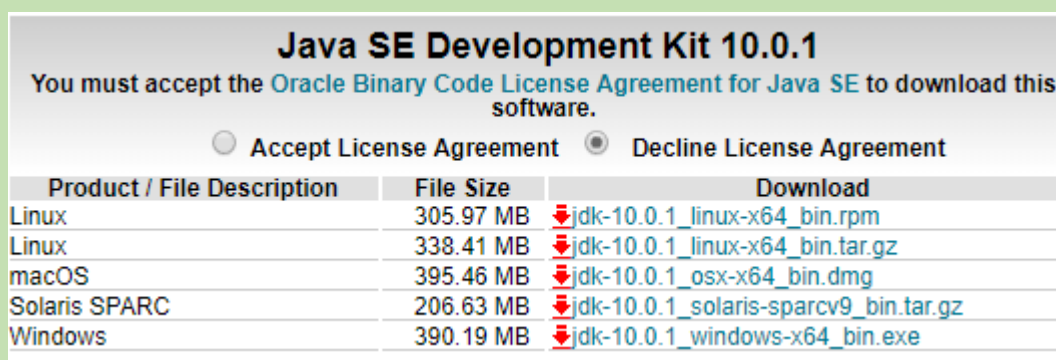 Java SE Development Kit 10.0.1
You must accept the Oracle Binary Code License Agreement for Java SE to download this
software.
Accept License Agreement Decline License Agreement
Product / File Description File Size Download
Linux 305.97 MB jdk-10.0.1_linux-x64_bin.rpm
Linux 338.41 MB jdk-10.0.1_linux-x64_bin.tar.gz
macOS 395.46 MB jdk-10.0.1_osx-x64_bin.dmg
Solaris SPARC 206.63 MB jdk-10.0.1_solaris-sparcv9_bin.tar.gz
Windows 390.19 MB jdk-10.0.1_windows-x64_bin.exe